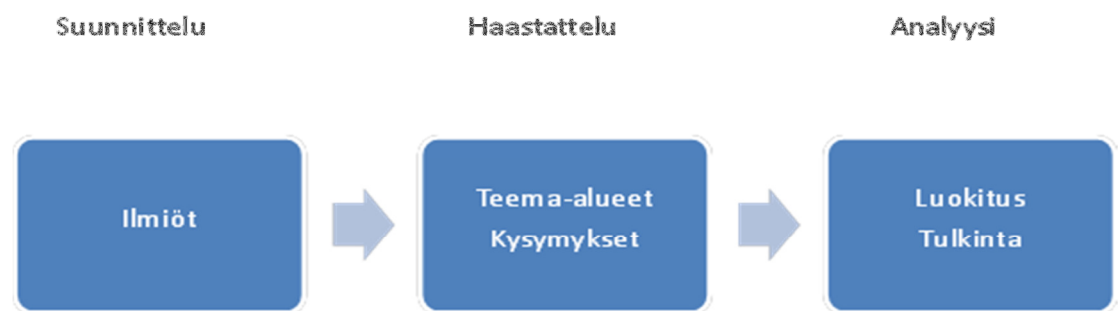 Suunnittelu
Haastattelu
Analyysi
Ilmiöt
Teema-alueet
Kysymykset
Luokitus
Tulkinta